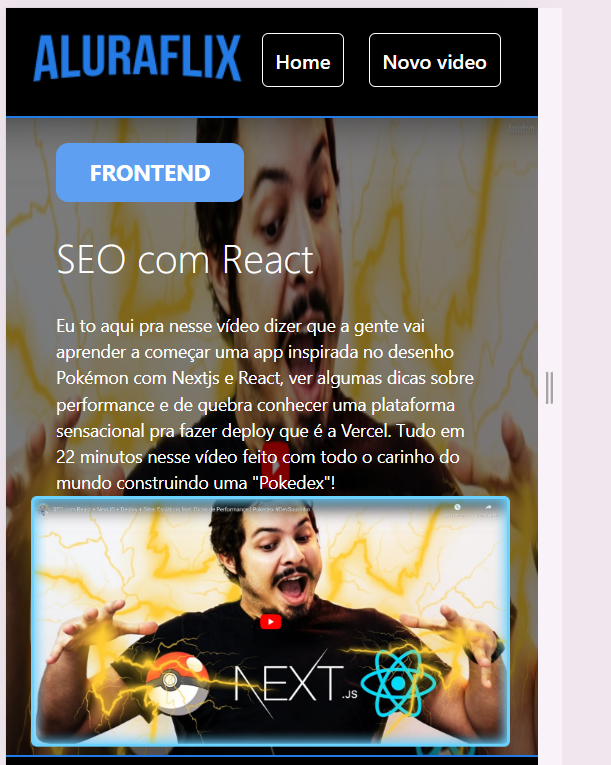 ALURAFLIX
Home
Novo video
FRONTEND
SEO com React
Eu to aqui pra nesse vídeo dizer que a gente vai
aprender a começar uma app inspirada no desenho
Pokémon com Nextjs e React, ver algumas dicas sobre
performance e de quebra conhecer uma plataforma
sensacional pra fazer deploy que é a Vercel. Tudo em
22 minutos nesse vídeo feito com todo o carinho do
mundo construindo uma "Pokedex"!
NEXT.JS